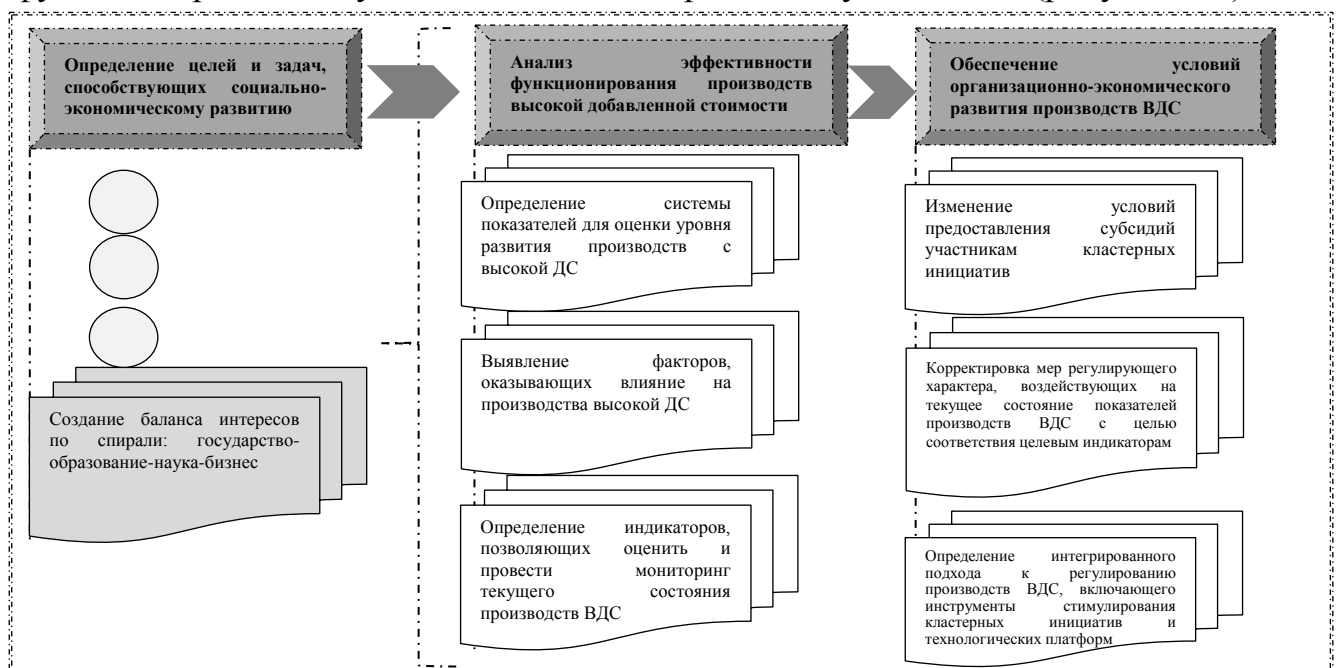 Определение целей и задач,
способствующих социально-
экономическому развитию
Анализ эффективности
функционирования производств
высокой добавленной стоимости
Обеспечение условий
организационно-экономического
развития производств ВДС
Создание баланса интересов
по спирали: государство-
образование-наука-бизнес
Определение системы
показателей для оценки уровня
развития производств с
высокой ДС
Выявление факторов,
оказывающих влияние на
производства высокой ДС
Определение индикаторов,
позволяющих оценить и
провести мониторинг
текущего состояния
производств ВДС
Изменение условий
предоставления субсидий
участникам кластерных
инициатив
Корректировка мер регулирующего
характера, воздействующих на
текущее состояние показателей
производств ВДС с целью
соответствия целевым индикаторам
Определение интегрированного
подхода к регулированию
производств ВДС, включающего
инструменты стимулирования
кластерных инициатив и
технологических платформ